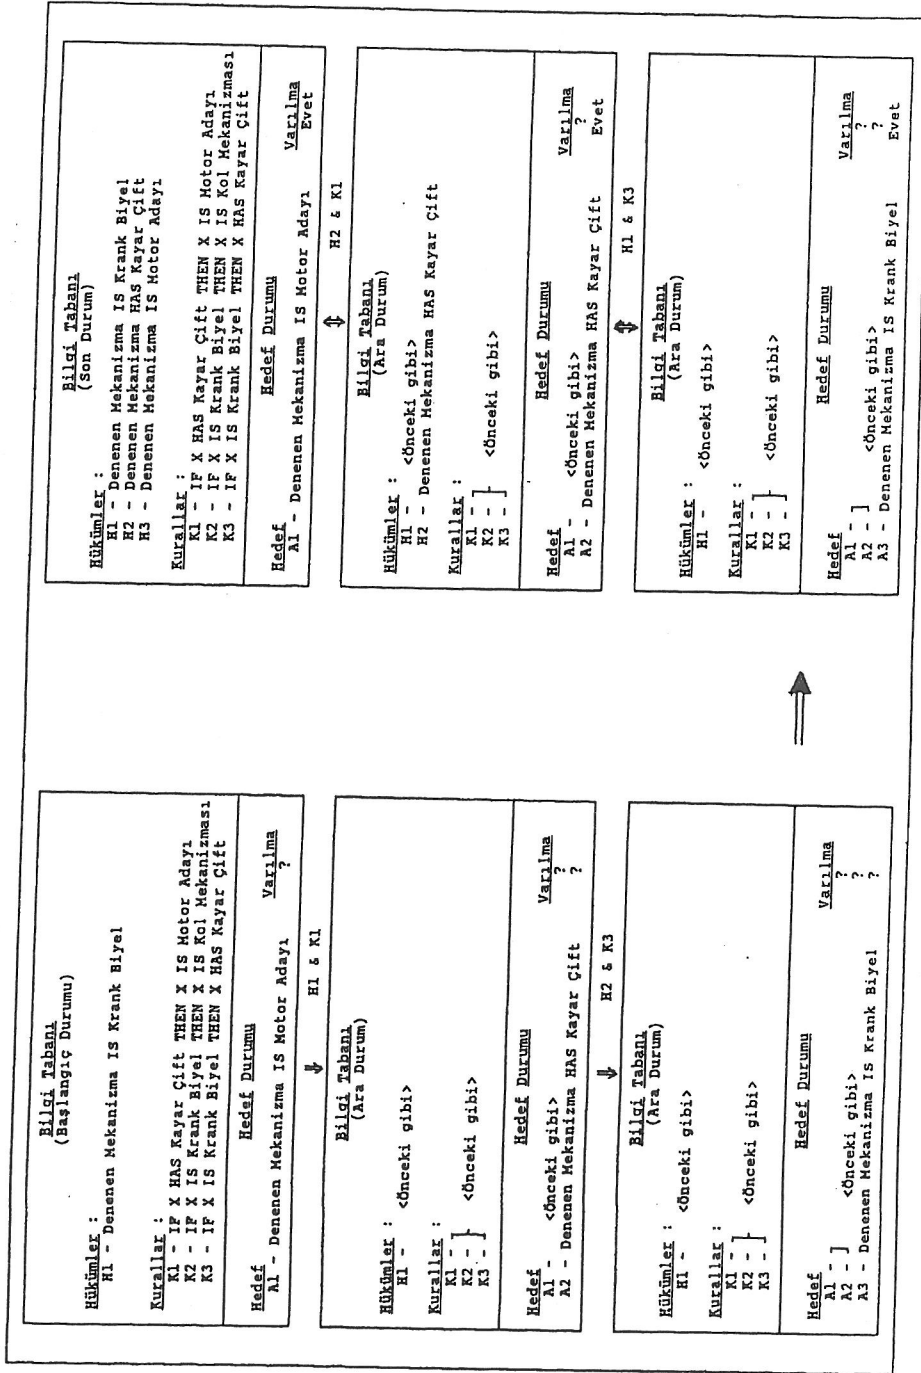 Bilgi Tabanı
(Başlangıç Durumu)
Hükümler :
H1 - Denenen Mekanizma IS Krank Biyel
Kurallar :
K1 - IF X HAS Kayar Çift THEN X IS Motor Adayı
K2 - IF X IS Krank Biyel THEN X IS Kol Mekanizması
K3 - IF X IS Krank Biyel THEN X HAS Kayar Çift
Hedef Durumu
Hedef Varılma
A1 - Denenen Mekanizma IS Motor Adayı ?
⇓ H1 & K1
Bilgi Tabanı
(Ara Durum)
Hükümler :
H1 - <önceki gibi>
Kurallar :
K1 - ]
K2 - ]- <önceki gibi>
K3 - ]
Hedef Durumu
Hedef Varılma
A1 - <önceki gibi> ?
A2 - Denenen Mekanizma HAS Kayar Çift ?
⇓ H2 & K3
Bilgi Tabanı
(Ara Durum)
Hükümler :
H1 - <önceki gibi>
Kurallar :
K1 - ]
K2 - ]- <önceki gibi>
K3 - ]
Hedef Durumu
Hedef Varılma
A1 - ] ?
A2 - ] <önceki gibi> ?
A3 - Denenen Mekanizma IS Krank Biyel ?
⇒
Bilgi Tabanı
(Son Durum)
Hükümler :
H1 - Denenen Mekanizma IS Krank Biyel
H2 - Denenen Mekanizma HAS Kayar Çift
H3 - Denenen Mekanizma IS Motor Adayı
Kurallar :
K1 - IF X HAS Kayar Çift THEN X IS Motor Adayı
K2 - IF X IS Krank Biyel THEN X IS Kol Mekanizması
K3 - IF X IS Krank Biyel THEN X HAS Kayar Çift
Hedef Durumu
Hedef Varılma
A1 - Denenen Mekanizma IS Motor Adayı Evet
⇕ H2 & K1
Bilgi Tabanı
(Ara Durum)
Hükümler :
H1 - <önceki gibi>
H2 - Denenen Mekanizma HAS Kayar Çift
Kurallar :
K1 - ]
K2 - ]- <önceki gibi>
K3 - ]
Hedef Durumu
Hedef Varılma
A1 - <önceki gibi> ?
A2 - Denenen Mekanizma HAS Kayar Çift Evet
⇕ H1 & K3
Bilgi Tabanı
(Ara Durum)
Hükümler :
H1 - <önceki gibi>
Kurallar :
K1 - ]
K2 - ]- <önceki gibi>
K3 - ]
Hedef Durumu
Hedef Varılma
A1 - ] ?
A2 - ] <önceki gibi> ?
A3 - Denenen Mekanizma IS Krank Biyel Evet